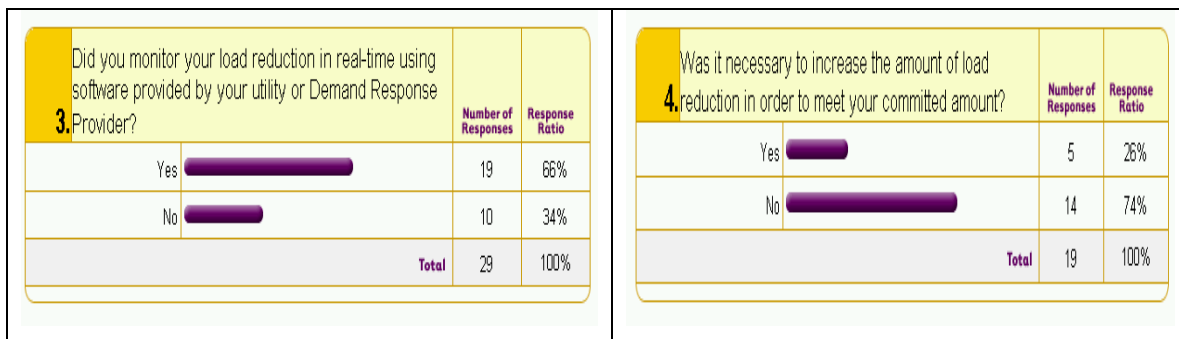 Did you monitor your load reduction in real-time using
software provided by your utility or Demand Response
3. Provider?
Number of Responses
Response Ratio
Yes 19 66%
No 10 34%
Total 29 100%
Was it necessary to increase the amount of load
4. reduction in order to meet your committed amount?
Number of Responses
Response Ratio
Yes 5 26%
No 14 74%
Total 19 100%